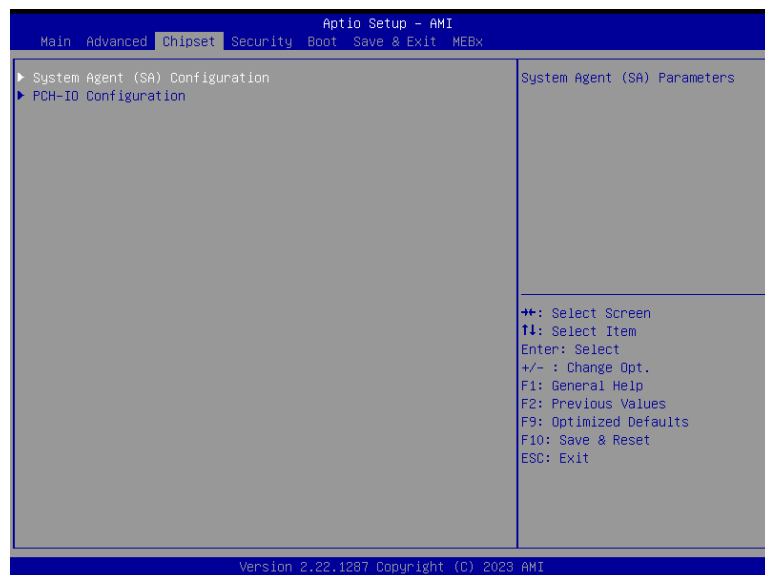 Aptio Setup – AMI
Main Advanced Chipset Security Boot Save & Exit MEBx
▶ System Agent (SA) Configuration
▶ PCH-IO Configuration
System Agent (SA) Parameters
→←: Select Screen
↑↓: Select Item
Enter: Select
+/- : Change Opt.
F1: General Help
F2: Previous Values
F9: Optimized Defaults
F10: Save & Reset
ESC: Exit
Version 2.22.1287 Copyright (C) 2023 AMI